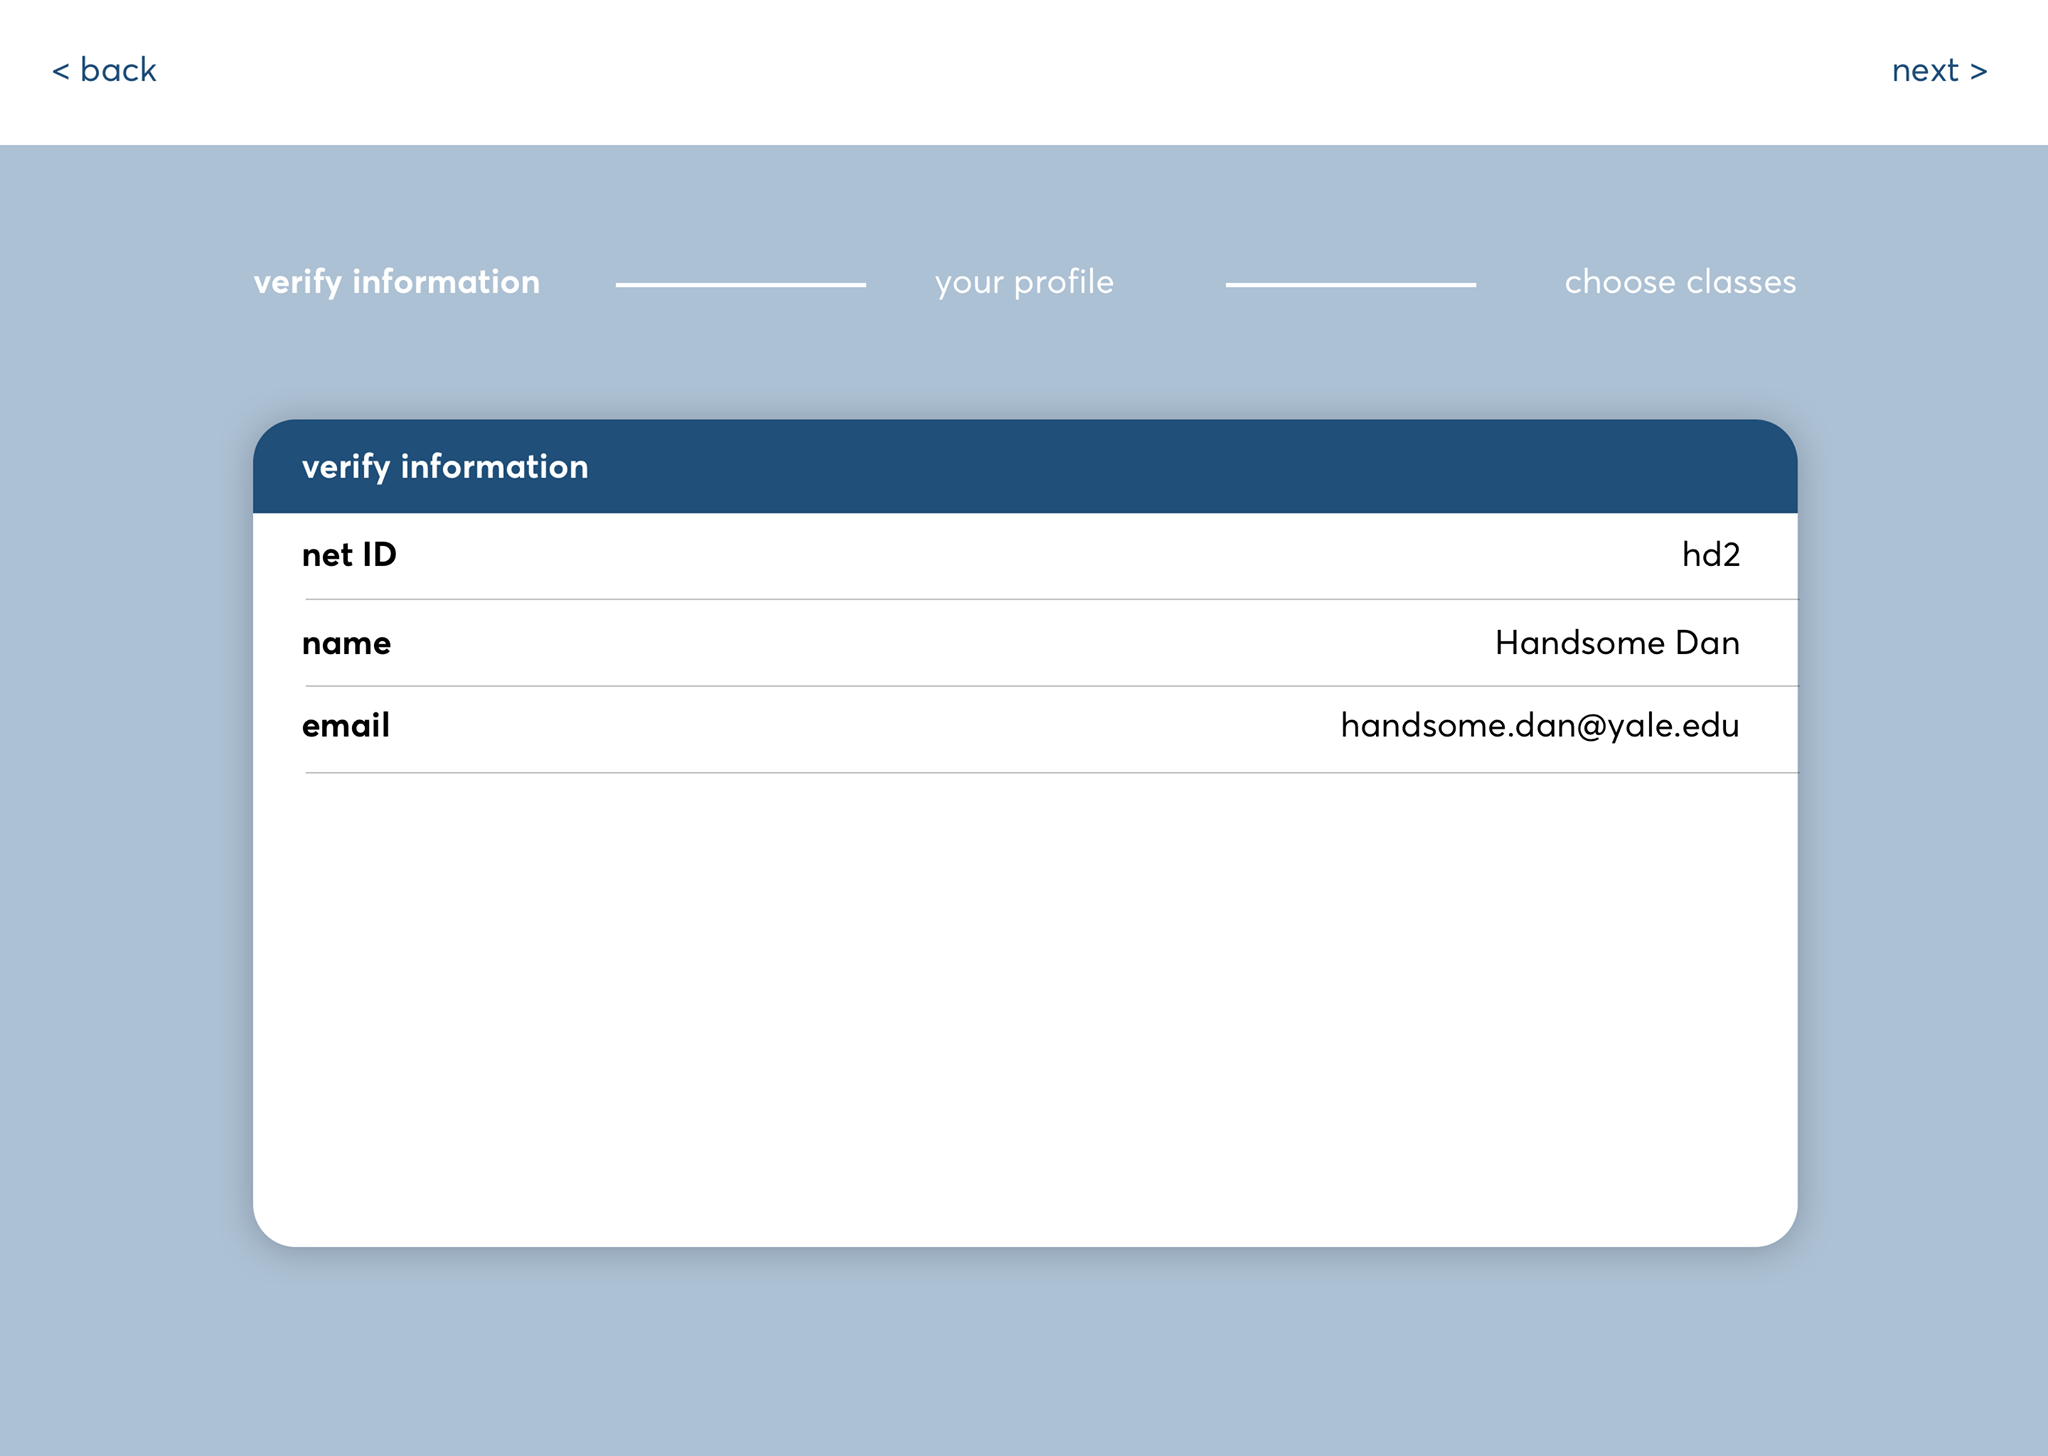 < back
next >
verify information
your profile
choose classes
verify information
net ID
hd2
name
Handsome Dan
email
handsome.dan@yale.edu